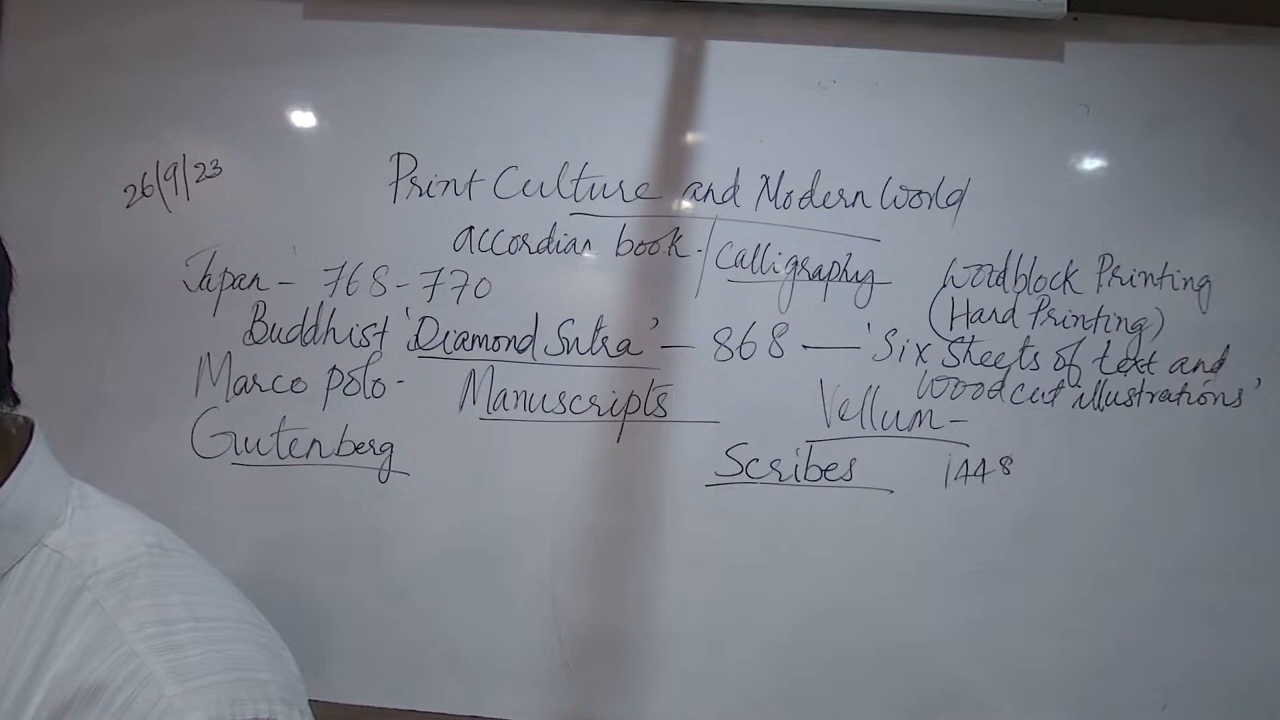 26/9/23
Print Culture and Modern World
accordian book. / Calligraphy
Japan - 768-770
Woodblock Printing
(Hard Printing)
Buddhist 'Diamond Sutra' - 868 — 'Six Sheets of text and
woodcut illustrations'
Marco polo -
Manuscripts
Vellum -
Gutenberg
Scribes
1448